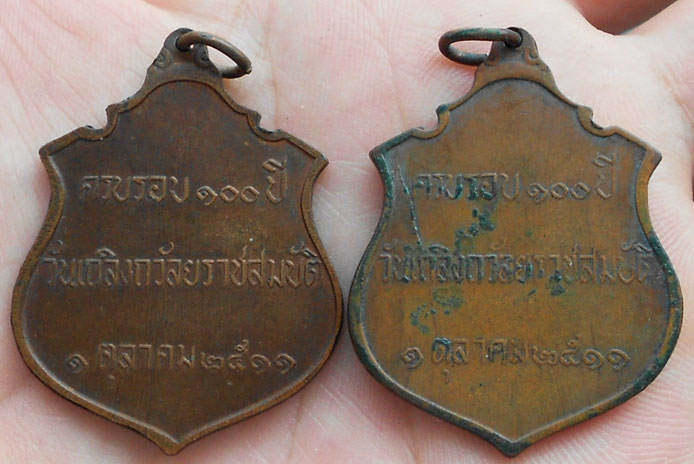 ครบรอบ ๑๐๐ ปี
วันเถลิงถวัลยราชสมบัติ
๑ ตุลาคม ๒๕๑๑
ครบรอบ ๑๐๐ ปี
วันเถลิงถวัลยราชสมบัติ
๑ ตุลาคม ๒๕๑๑